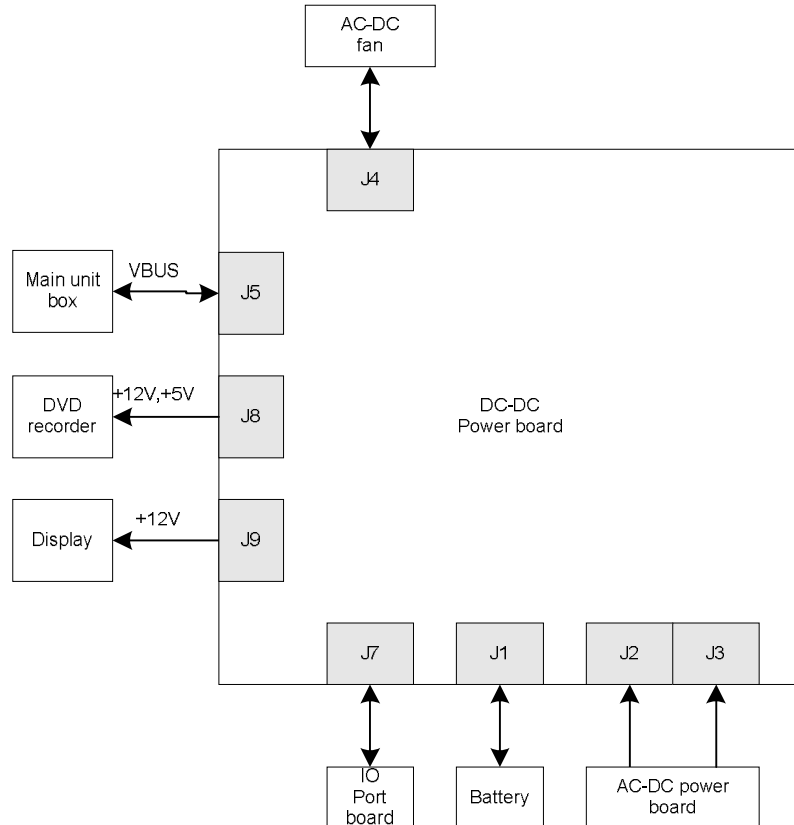 AC-DC
fan
J4
Main unit
box
VBUS
J5
DVD
recorder
+12V,+5V
J8
DC-DC
Power board
Display
+12V
J9
J7
J1
J2
J3
IO
Port
board
Battery
AC-DC power
board